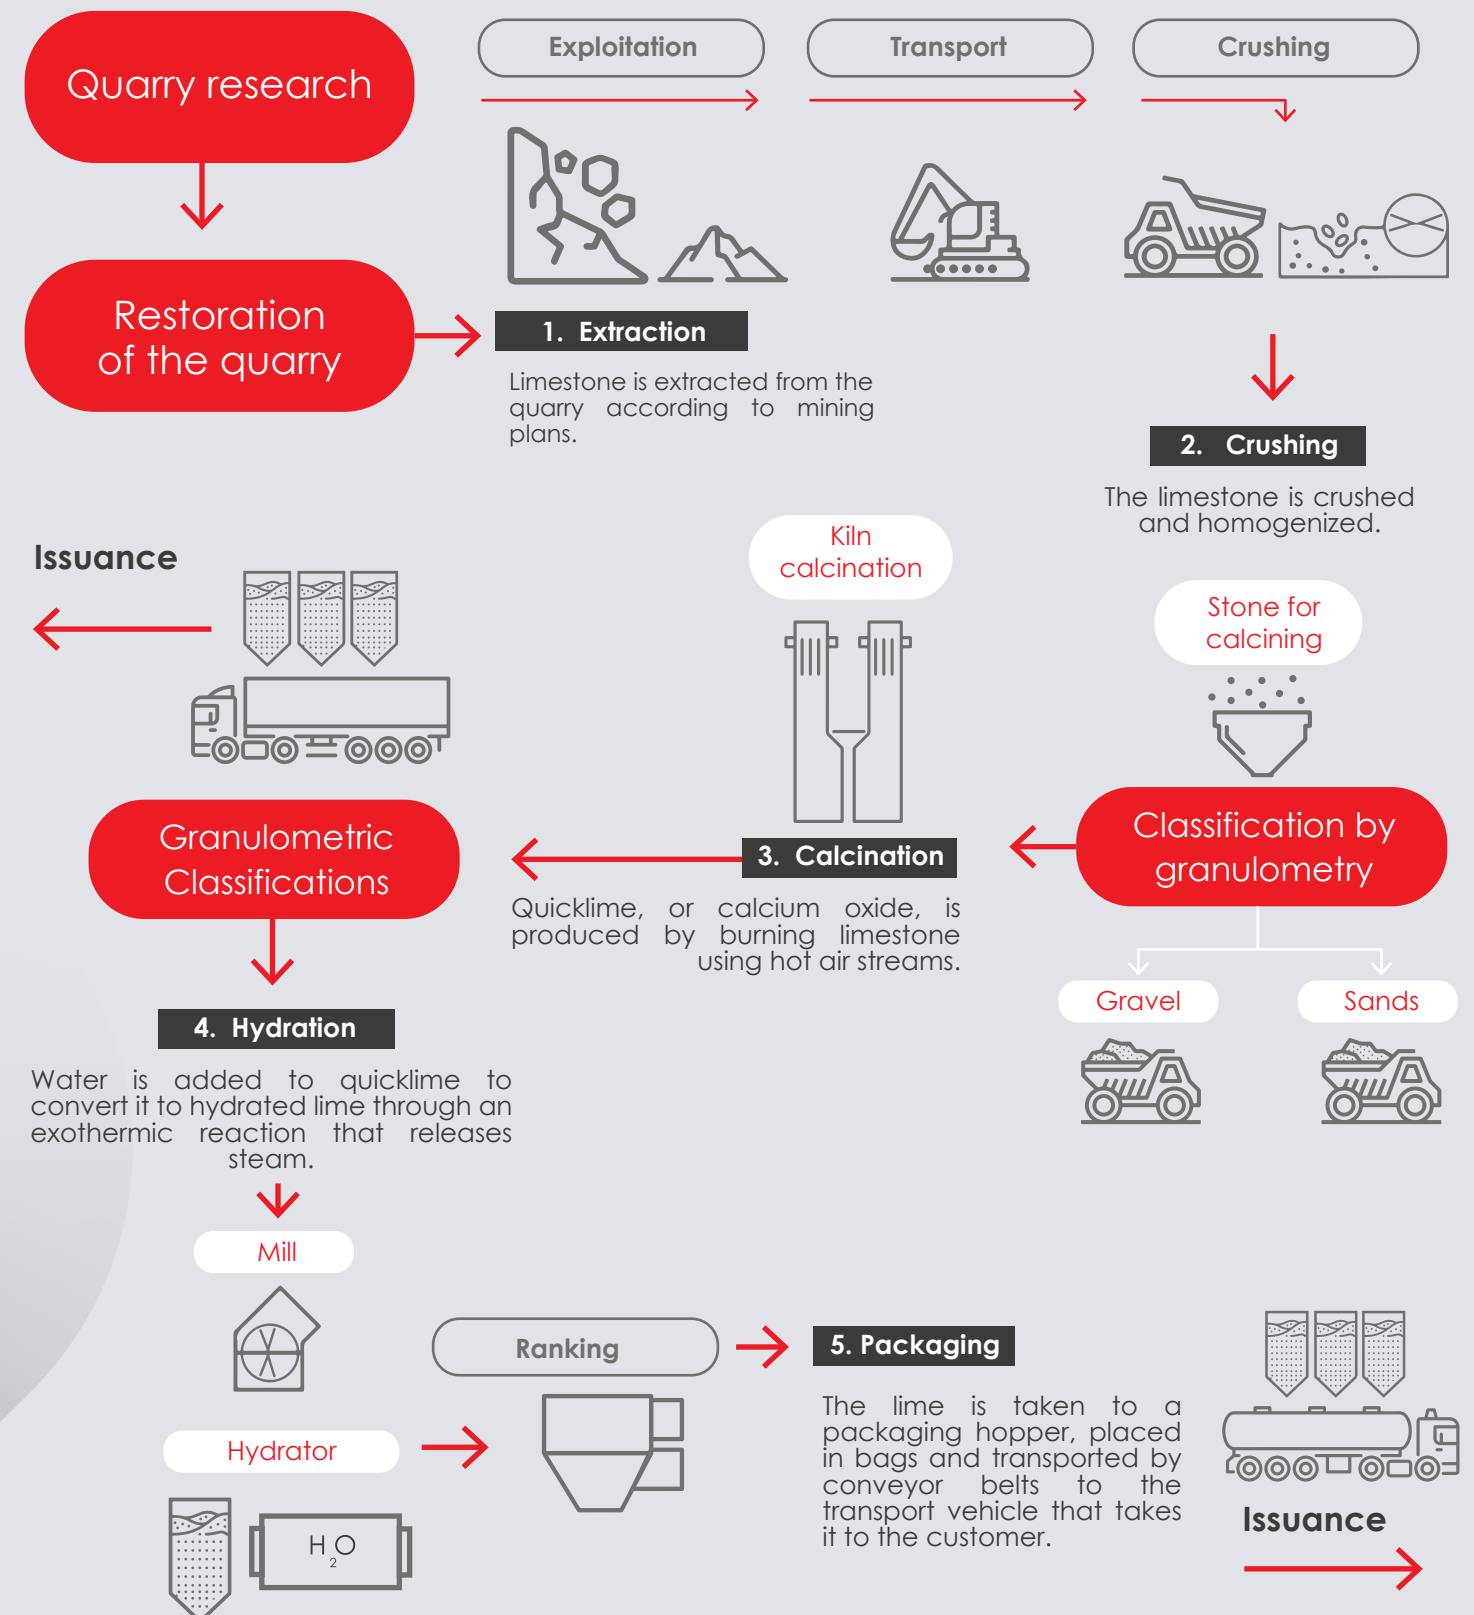 Quarry research
Exploitation
Transport
Crushing
Restoration
of the quarry
1. Extraction
Limestone is extracted from the
quarry according to mining
plans.
2. Crushing
The limestone is crushed
and homogenized.
Stone for
calcining
Classification by
granulometry
Gravel
Sands
Kiln
calcination
3. Calcination
Quicklime, or calcium oxide, is
produced by burning limestone
using hot air streams.
Issuance
Granulometric
Classifications
4. Hydration
Water is added to quicklime to
convert it to hydrated lime through an
exothermic reaction that releases
steam.
Mill
Hydrator
H2O
Ranking
5. Packaging
The lime is taken to a
packaging hopper, placed
in bags and transported by
conveyor belts to the
transport vehicle that takes
it to the customer.
Issuance